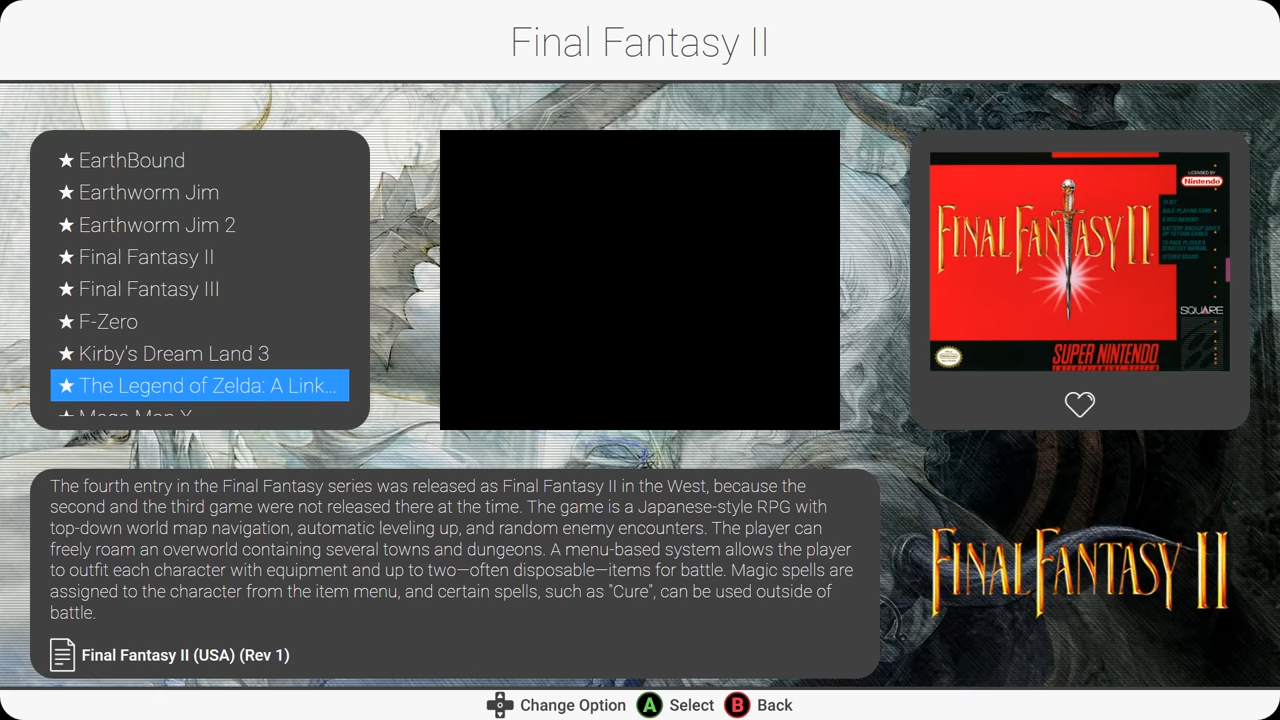 Final Fantasy II
★ EarthBound
★ Earthworm Jim
★ Earthworm Jim 2
★ Final Fantasy II
★ Final Fantasy III
★ F-Zero
★ Kirby's Dream Land 3
★ The Legend of Zelda: A Link...
★ Mega Man X
LICENSED BY
Nintendo
FINAL FANTASY II
SQUARE
SUPER NINTENDO
ENTERTAINMENT SYSTEM
The fourth entry in the Final Fantasy series was released as Final Fantasy II in the West, because the
second and the third game were not released there at the time. The game is a Japanese-style RPG with
top-down world map navigation, automatic leveling up, and random enemy encounters. The player can
freely roam an overworld containing several towns and dungeons. A menu-based system allows the player
to outfit each character with equipment and up to two—often disposable—items for battle. Magic spells are
assigned to the character from the item menu, and certain spells, such as "Cure", can be used outside of
battle.
Final Fantasy II (USA) (Rev 1)
FINAL FANTASY II
Change Option A Select B Back